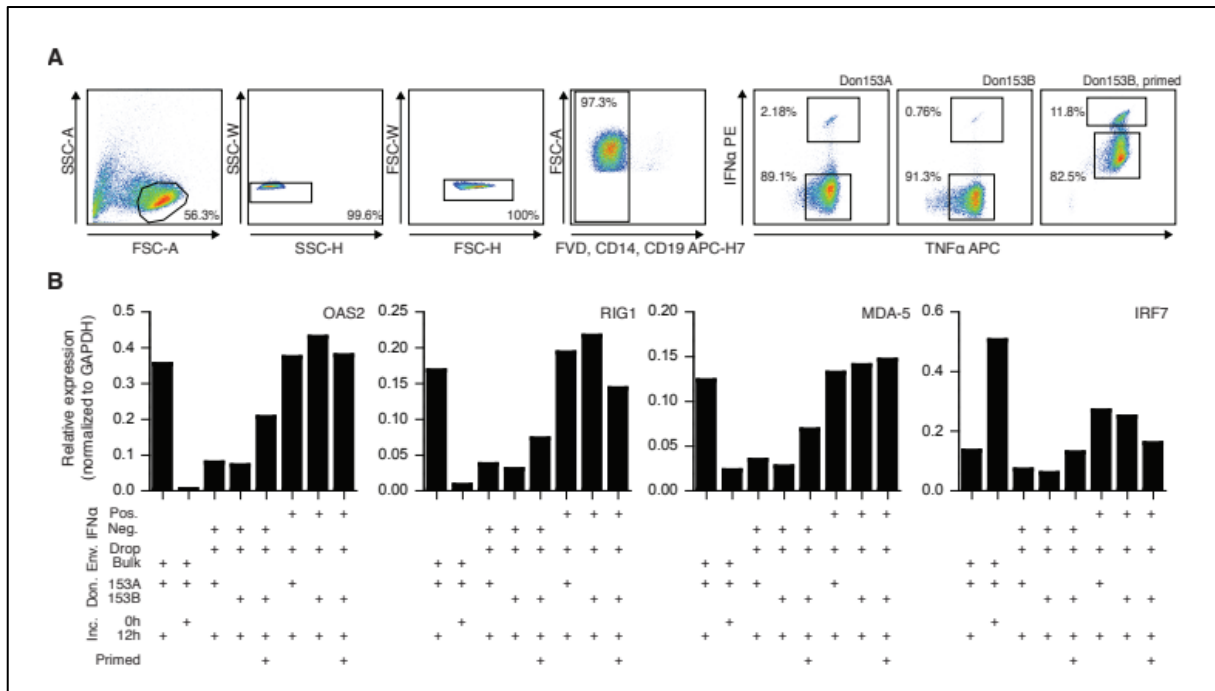 A
Don153A
Don153B
Don153B, primed
SSC-A
56.3%
FSC-A
SSC-W
99.6%
SSC-H
FSC-W
100%
FSC-H
FSC-A
97.3%
FVD, CD14, CD19 APC-H7
IFNα PE
2.18%
89.1%
0.76%
91.3%
11.8%
82.5%
TNFα APC
B
Relative expression
(normalized to GAPDH)
OAS2
0.5
0.4
0.3
0.2
0.1
0.0
RIG1
0.25
0.20
0.15
0.10
0.05
0.00
MDA-5
0.20
0.15
0.10
0.05
0.00
IRF7
0.6
0.4
0.2
0.0
IFNα
Pos. + + + + + + + + + + + +
Neg. + + + + + + + + + + + +
Env.
Drop + + + + + + + + + + + + + + + + + + + + + + + +
Bulk + + + + + + + +
Don.
153A + + + + + + + + + + + + + + + +
153B + + + + + + + + + + + + + + + +
Inc.
0h + + + +
12h + + + + + + + + + + + + + + + + + + + + + + + + + + + +
Primed + + + + + + + +